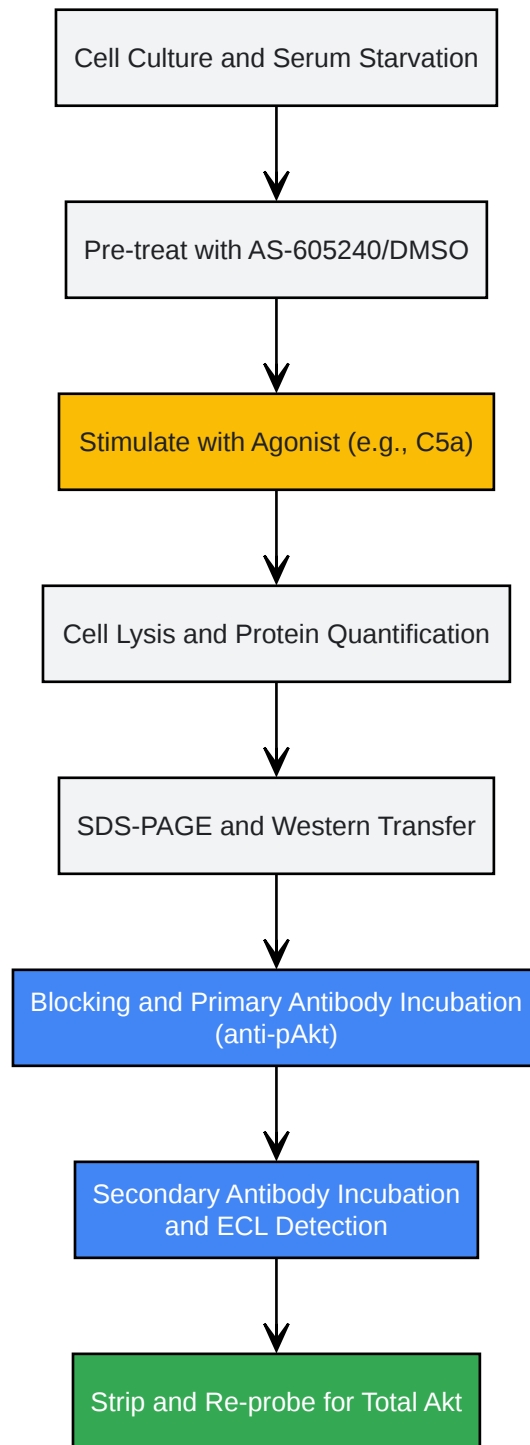 Cell Culture and Serum Starvation
Pre-treat with AS-605240/DMSO
Stimulate with Agonist (e.g., C5a)
Cell Lysis and Protein Quantification
SDS-PAGE and Western Transfer
Blocking and Primary Antibody Incubation
(anti-pAkt)
Secondary Antibody Incubation
and ECL Detection
Strip and Re-probe for Total Akt